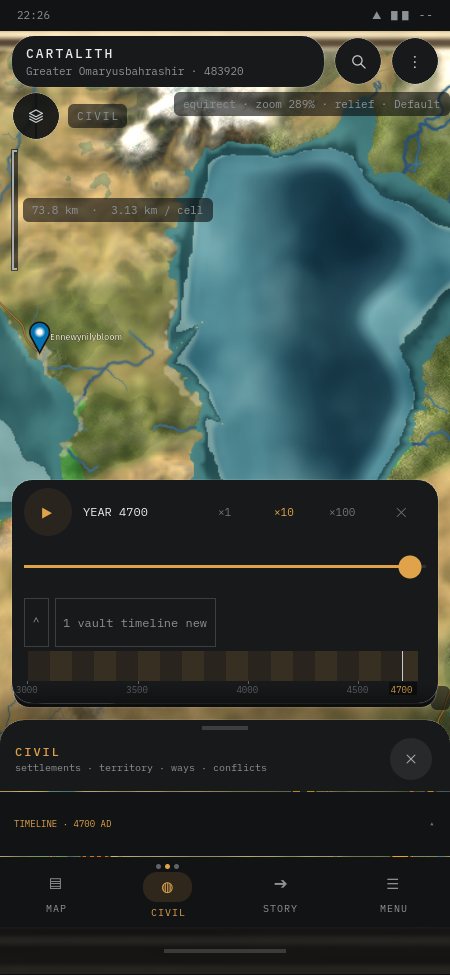 22:26
CARTALITH
Greater Omaryusbahrashir · 483920
equirect · zoom 289% · relief · Default
CIVIL
73.8 km · 3.13 km / cell
Ennewynilybloom
YEAR 4700
×1
×10
×100
1 vault timeline new
3000
3500
4000
4500
4700
CIVIL
settlements · territory · ways · conflicts
TIMELINE · 4700 AD
MAP
CIVIL
STORY
MENU